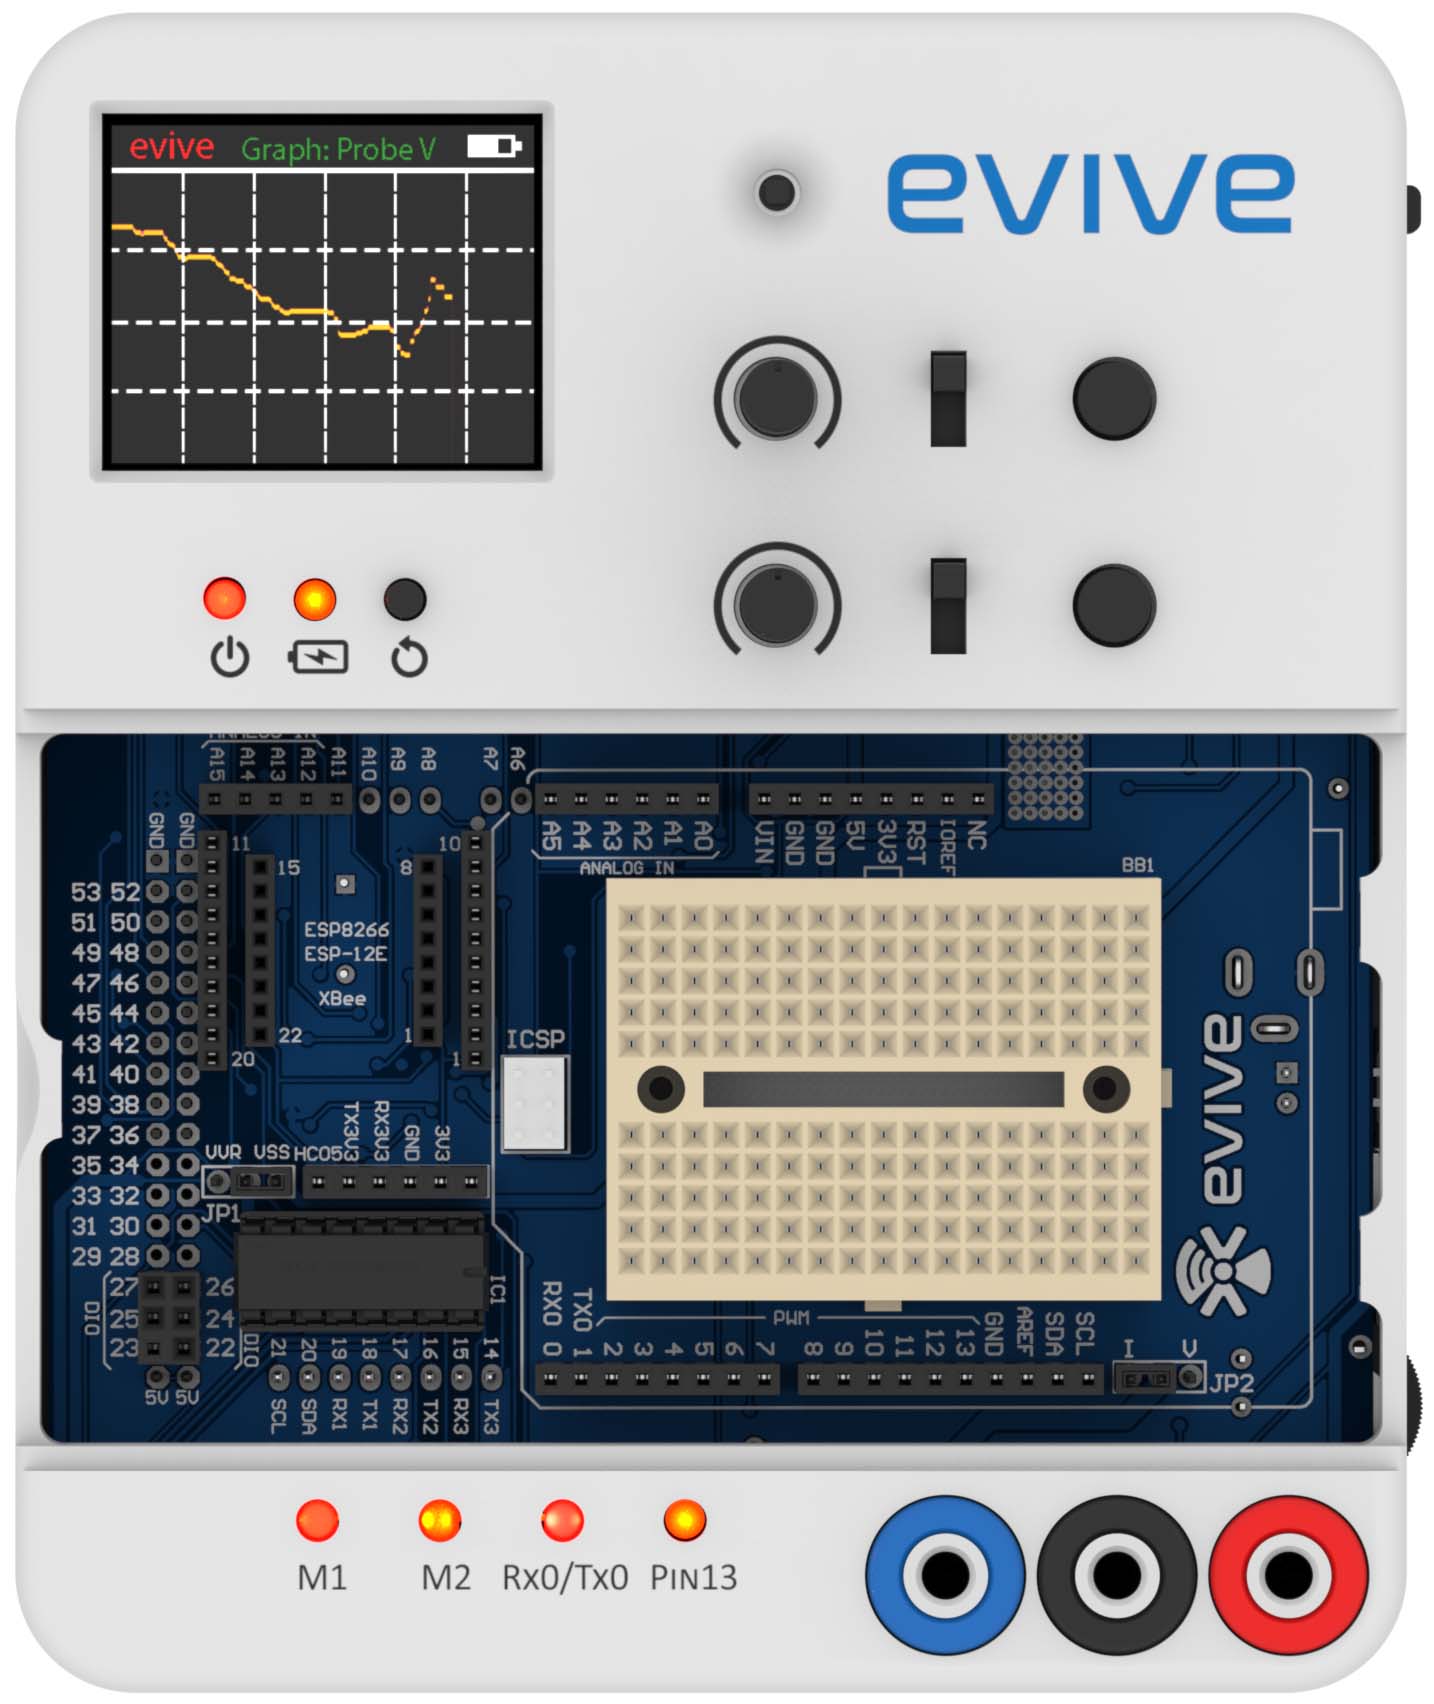 evive Graph: Probe V
evive
ANALOG IN
A15 A14 A13 A12 A11 A10 A9 A8 A7 A6
GND GND
A5 A4 A3 A2 A1 A0
ANALOG IN
VIN GND GND 5V 3V3 RST IOREF NC
BB1
11
10
15
8
53 52
51 50
49 48
47 46
45 44
43 42
41 40
39 38
37 36
35 34
33 32
31 30
29 28
27 26
25 24
23 22
DIO
DIO
5V 5V
ESP8266
ESP-12E
XBee
22
1
20
1
ICSP
TX3V3 RX3V3 GND 3V3
VVR VSS HC05
JP1
IC1
evive
RX0 TX0
PWM
0 1 2 3 4 5 6 7 8 9 10 11 12 13 GND AREF SDA SCL
I V
JP2
21 20 19 18 17 16 15 14
SCL SDA RX1 TX1 RX2 TX2 RX3 TX3
M1 M2 Rx0/Tx0 PIN13